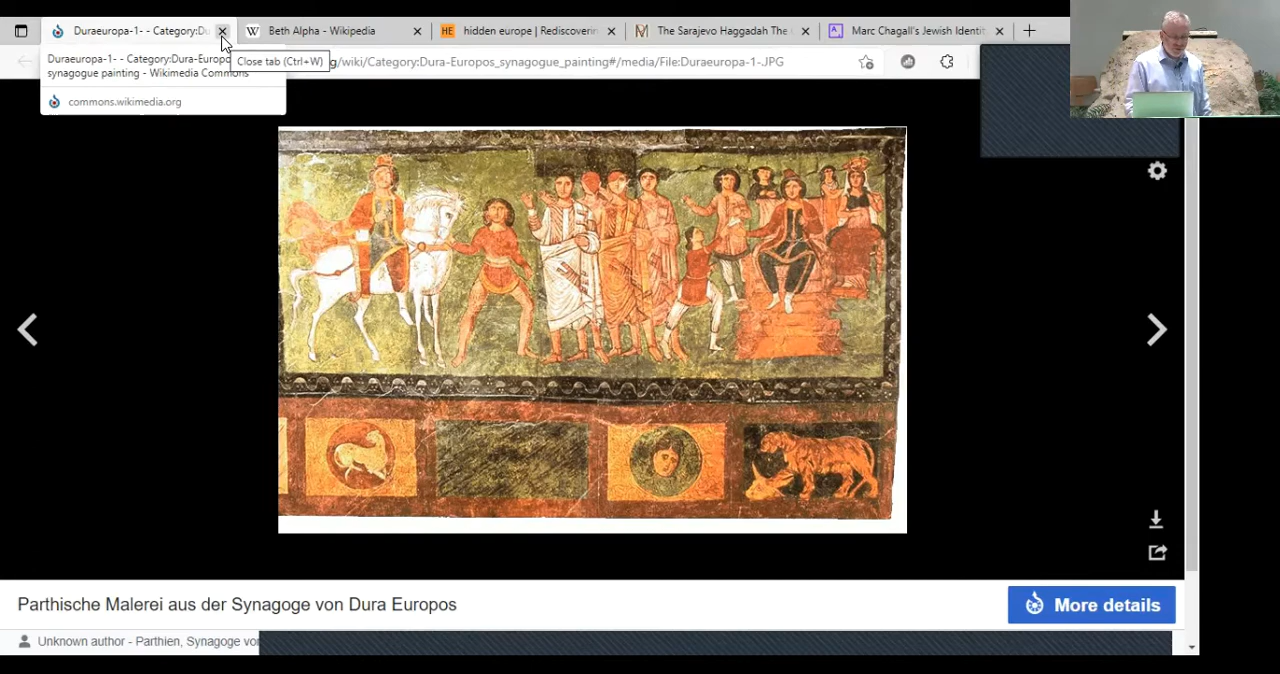 Duraeuropa-1- - Category:Du
Beth Alpha - Wikipedia
HE
hidden europe | Rediscoverin
The Sarajevo Haggadah The
Marc Chagall's Jewish Identit
Duraeuropa-1- - Category:Dura-Europo
synagogue painting - Wikimedia Commons
commons.wikimedia.org
Close tab (Ctrl+W)
g/wiki/Category:Dura-Europos_synagogue_painting#/media/File:Duraeuropa-1-JPG
Parthische Malerei aus der Synagoge von Dura Europos
More details
Unknown author - Parthien, Synagoge vo